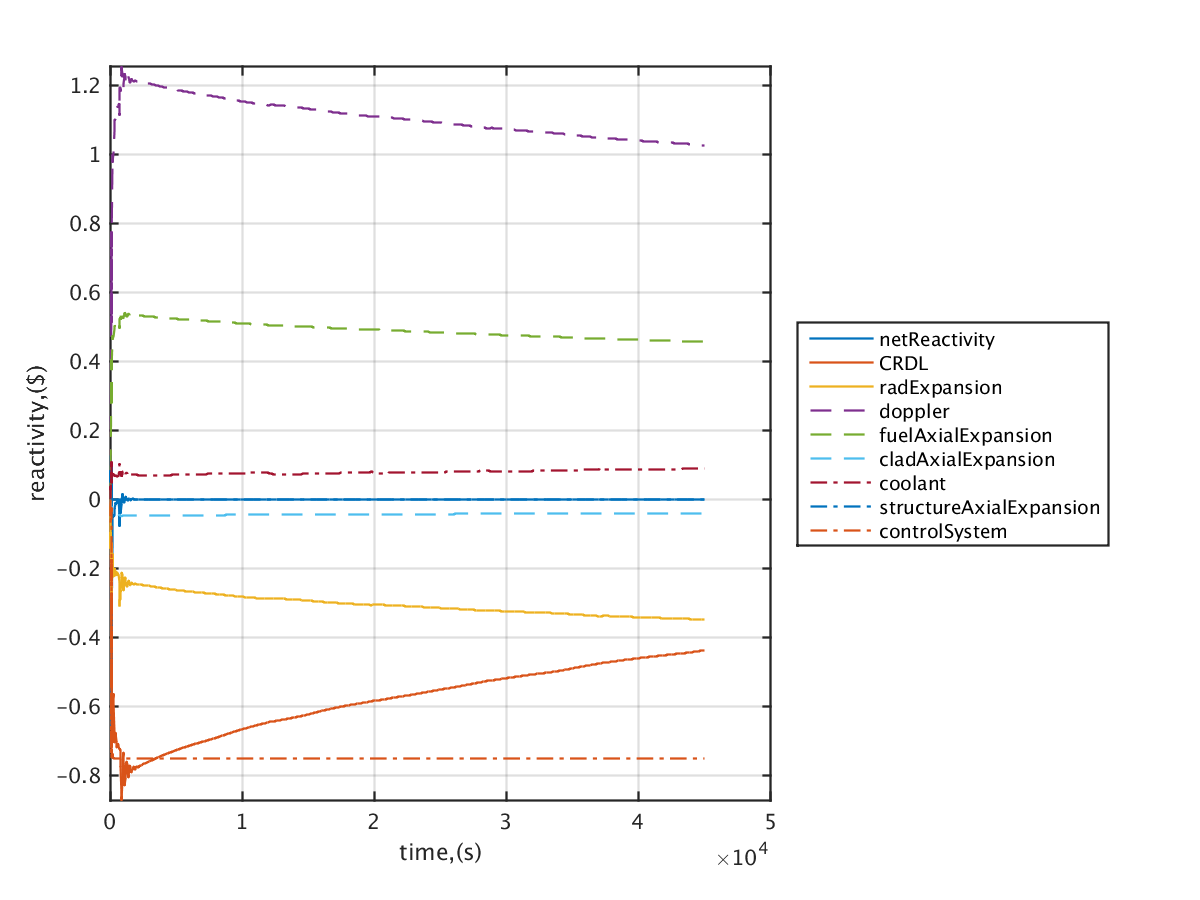 1.2
1
0.8
0.6
0.4
0.2
0
-0.2
-0.4
-0.6
-0.8
reactivity,($)
0 1 2 3 4 5
time,(s)
×10^4
netReactivity
CRDL
radExpansion
doppler
fuelAxialExpansion
cladAxialExpansion
coolant
structureAxialExpansion
controlSystem